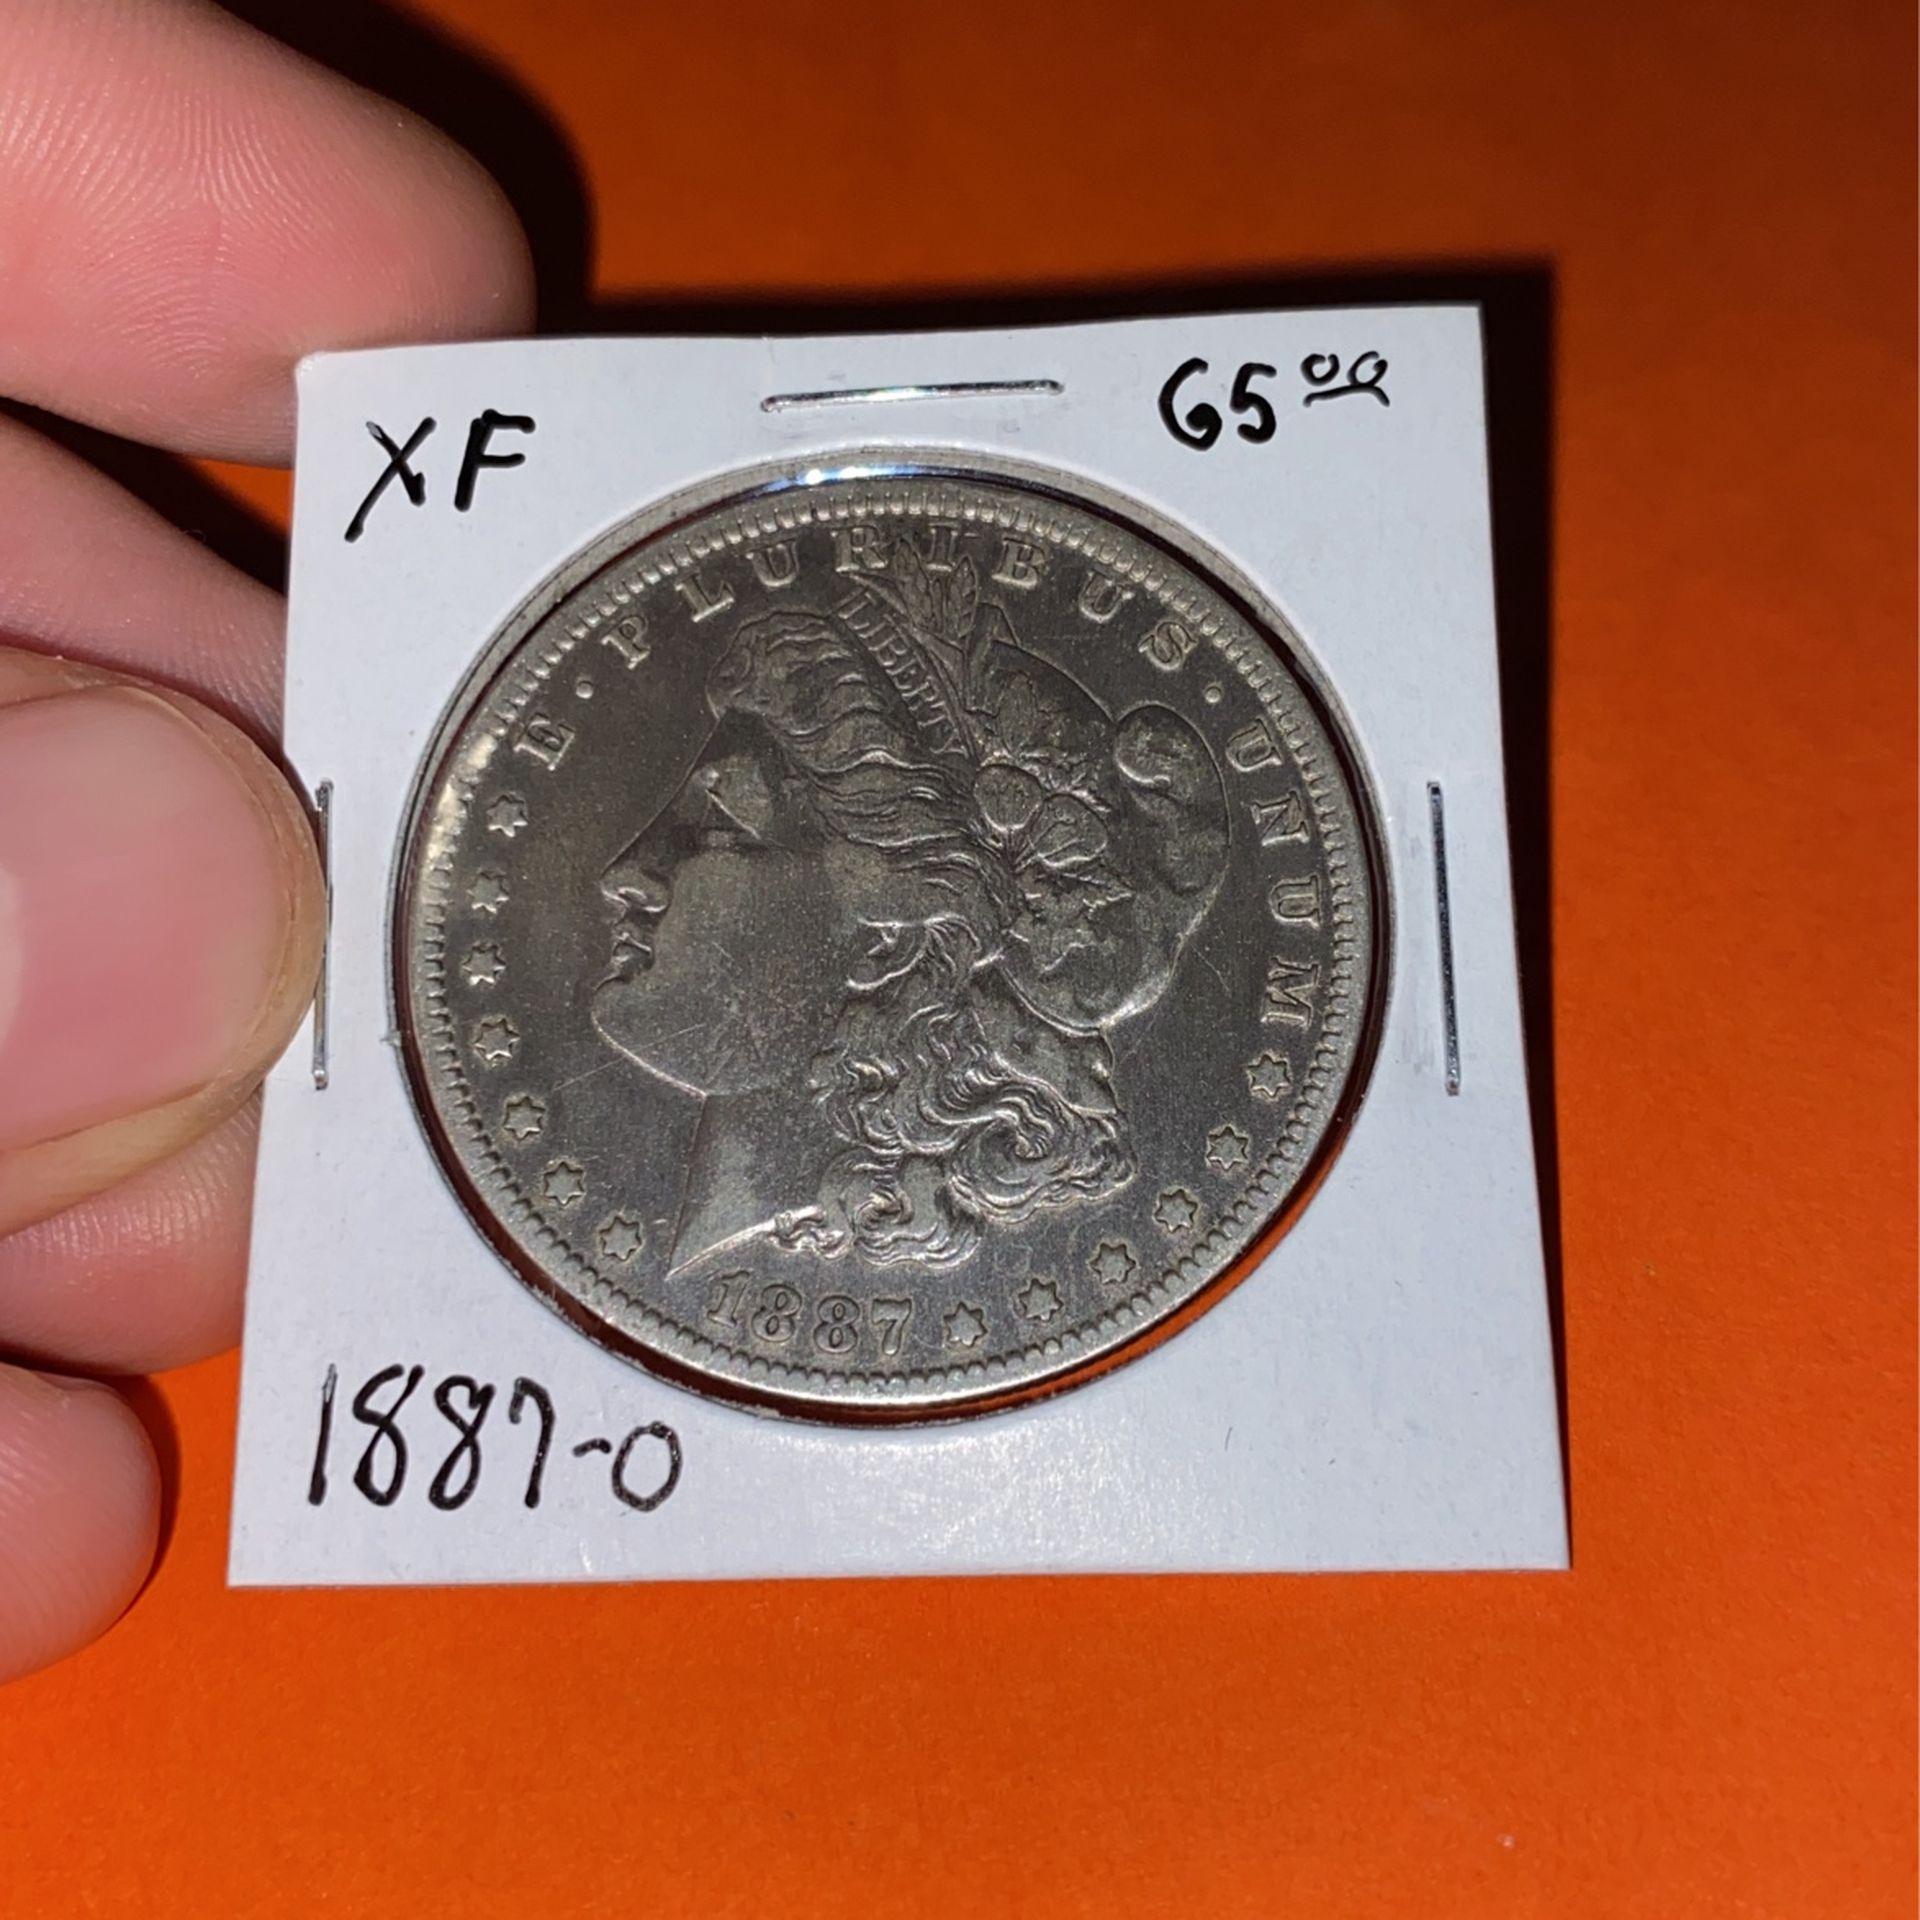 XF
65⁰⁰
E · PLURIBUS · UNUM
LIBERTY
1887
1887-O